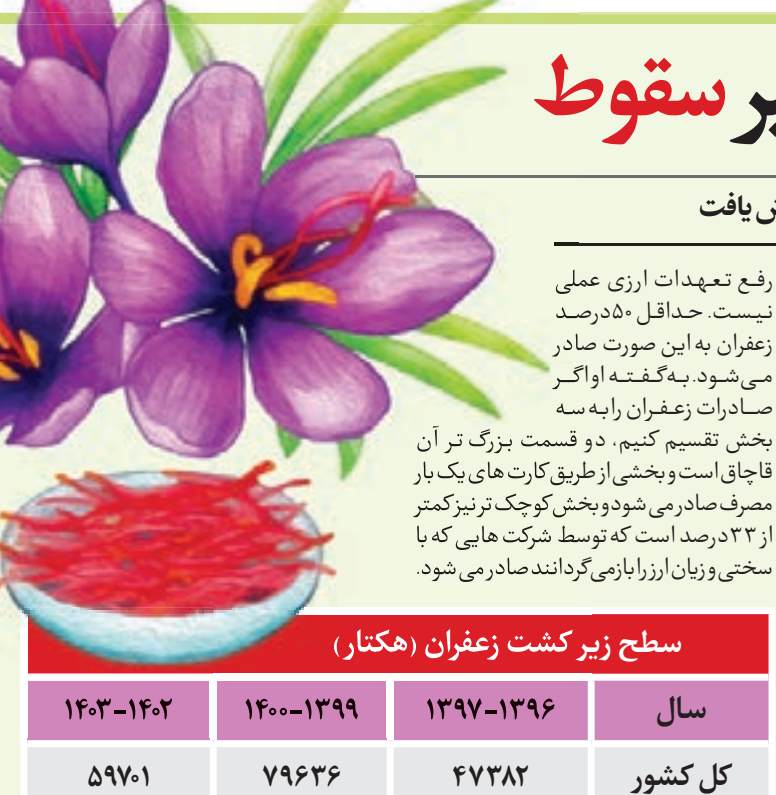 سقوط
یافت
رفع تعهدات ارزی عملی
نیست. حداقل ۵۰درصد
زعفران به این صورت صادر
می‌شود. به‌گفته او اگر
صادرات زعفران را به سه
بخش تقسیم کنیم، دو قسمت بزرگ تر آن
قاچاق است و بخشی از طریق کارت های یک بار
مصرف صادر می شود و بخش کوچک تر نیز کمتر
از ۳۳درصد است که توسط شرکت هایی که با
سختی و زیان ارز را بازمی گردانند صادر می شود.
سطح زیر کشت زعفران (هکتار)
سال ۱۳۹۷-۱۳۹۶ ۱۴۰۰-۱۳۹۹ ۱۴۰۳-۱۴۰۲
کل کشور ۴۷۳۸۲ ۷۹۶۳۶ ۵۹۷۰۱